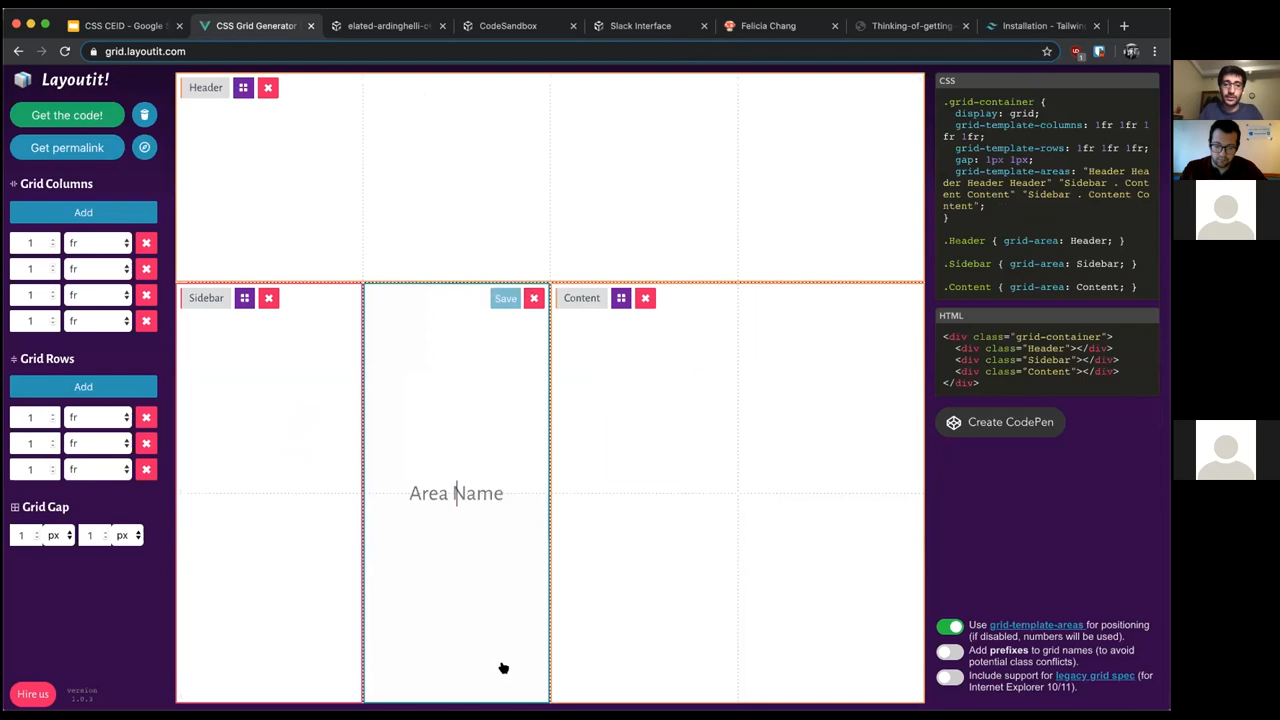 CSS CEID - Google S
CSS Grid Generator
elated-ardinghelli-c
CodeSandbox
Slack Interface
Felicia Chang
Thinking-of-getting-
Installation - Tailwin
grid.layoutit.com
Layoutit!
Get the code!
Get permalink
Grid Columns
Add
1 fr
1 fr
1 fr
1 fr
Grid Rows
Add
1 fr
1 fr
1 fr
Grid Gap
1 px 1 px
Hire us
version
1.0.3
Header
Sidebar
Save
Content
Area Name
CSS
.grid-container {
display: grid;
grid-template-columns: 1fr 1fr 1
fr 1fr;
grid-template-rows: 1fr 1fr 1fr;
gap: 1px 1px;
grid-template-areas: "Header Hea
der Header Header" "Sidebar . Cont
ent Content" "Sidebar . Content Co
ntent";
}
.Header { grid-area: Header; }
.Sidebar { grid-area: Sidebar; }
.Content { grid-area: Content; }
HTML
<div class="grid-container">
<div class="Header"></div>
<div class="Sidebar"></div>
<div class="Content"></div>
</div>
Create CodePen
Use grid-template-areas for positioning
(if disabled, numbers will be used).
Add prefixes to grid names (to avoid
potential class conflicts).
Include support for legacy grid spec (for
Internet Explorer 10/11).